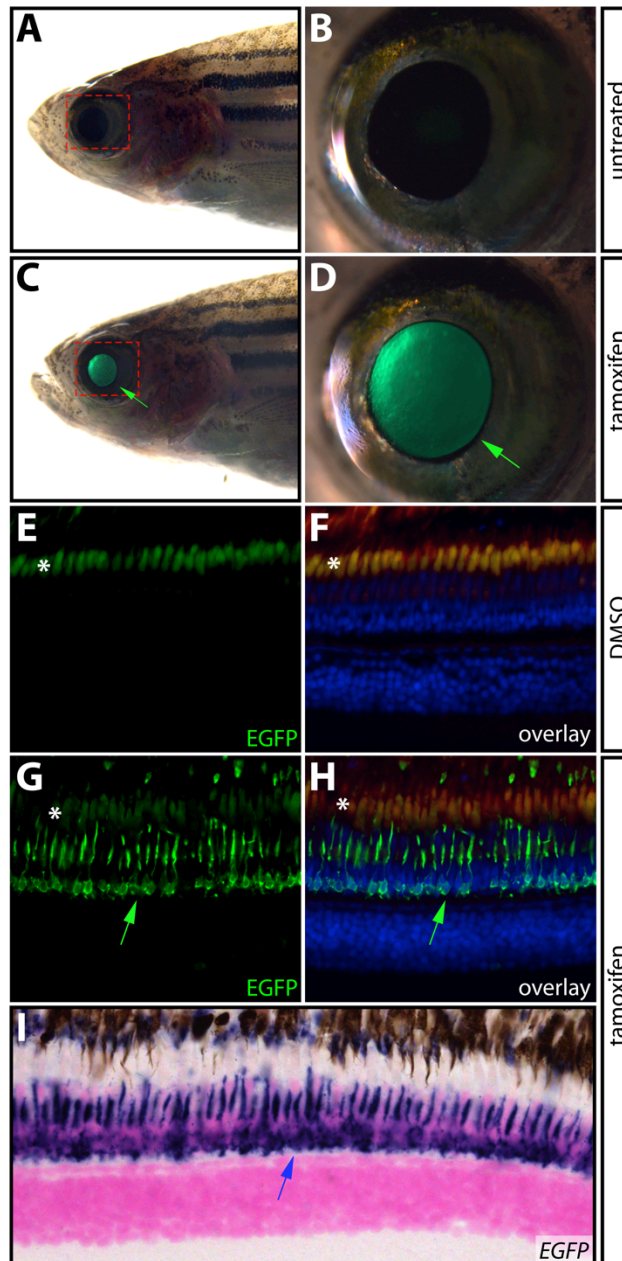 A
B
untreated
C
D
tamoxifen
E
*
EGFP
F
*
overlay
DMSO
G
*
EGFP
H
*
overlay
tamoxifen
I
EGFP